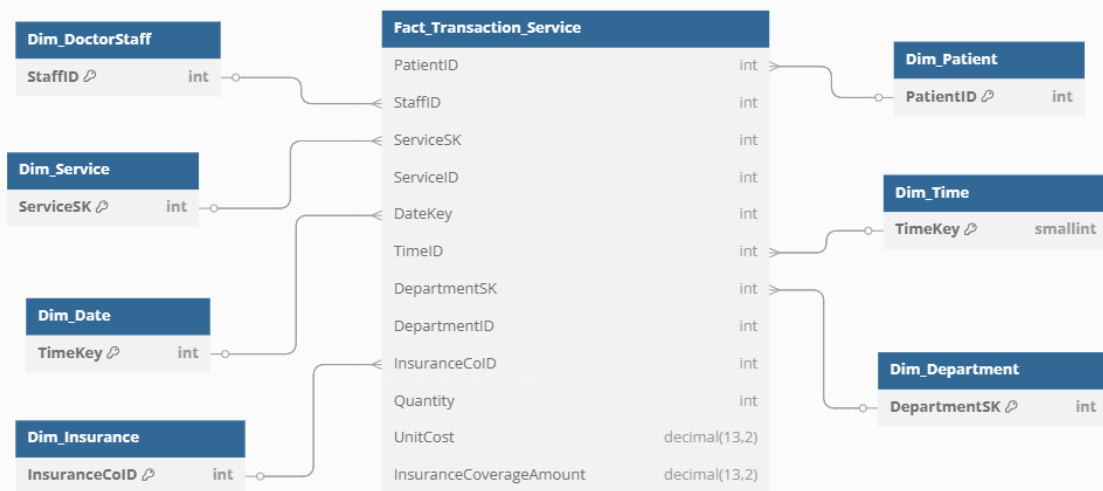 Dim_DoctorStaff
StaffID int
Dim_Service
ServiceSK int
Dim_Date
TimeKey int
Dim_Insurance
InsuranceCoID int
Fact_Transaction_Service
PatientID int
StaffID int
ServiceSK int
ServiceID int
DateKey int
TimeID int
DepartmentSK int
DepartmentID int
InsuranceCoID int
Quantity int
UnitCost decimal(13,2)
InsuranceCoverageAmount decimal(13,2)
Dim_Patient
PatientID int
Dim_Time
TimeKey smallint
Dim_Department
DepartmentSK int